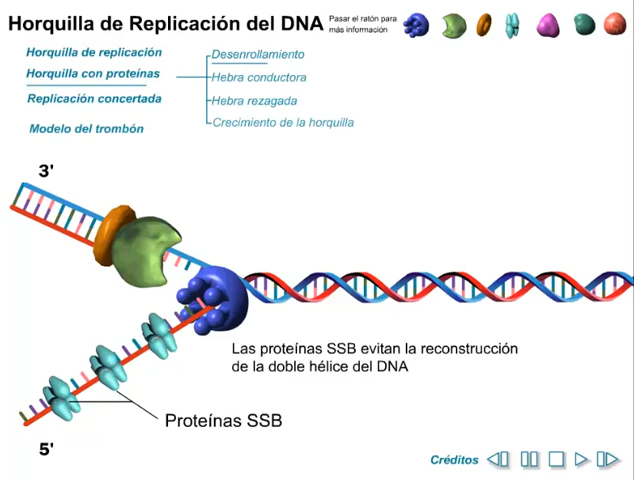 Horquilla de Replicación del DNA
Pasar el ratón para
más información
Horquilla de replicación
Horquilla con proteínas
Replicación concertada
Modelo del trombón
Desenrollamiento
Hebra conductora
Hebra rezagada
Crecimiento de la horquilla
3'
Las proteínas SSB evitan la reconstrucción
de la doble hélice del DNA
Proteínas SSB
5'
Créditos